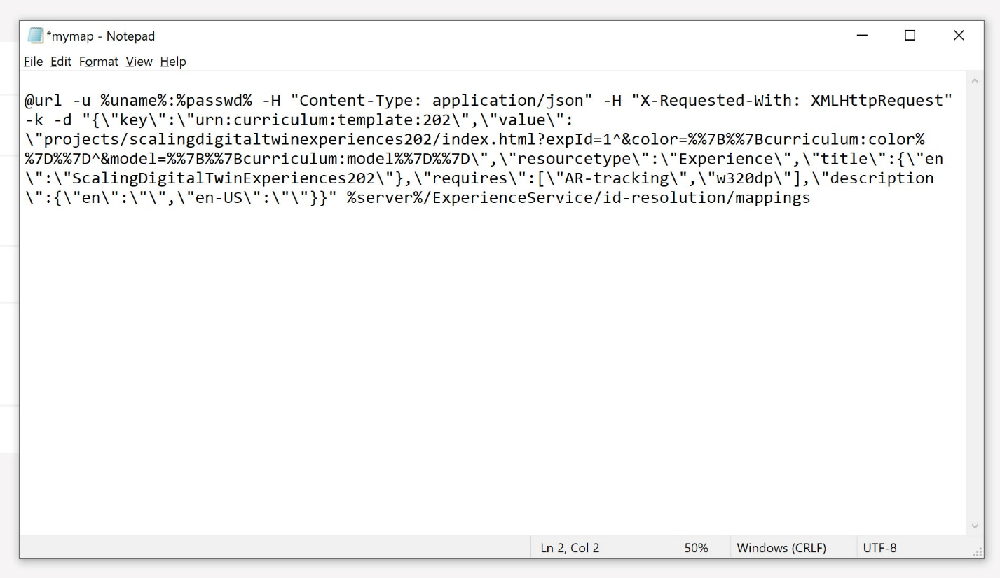 *mymap - Notepad
File Edit Format View Help
@url -u %uname%:%passwd% -H "Content-Type: application/json" -H "X-Requested-With: XMLHttpRequest"
-k -d "{\"key\":\"urn:curriculum:template:202\",\"value\":
\"projects/scalingdigitaltwinexperiences202/index.html?expId=1^&color=%%7B%%7Bcurriculum:color%
%7D%%7D^&model=%%7B%%7Bcurriculum:model%%7D%%7D\",\"resourcetype\":\"Experience\",\"title\":{\"en
\":\"ScalingDigitalTwinExperiences202\"},\"requires\":[\"AR-tracking\",\"w320dp\"],\"description
\":{\"en\":\"\",\"en-US\":\"\"}}" %server%/ExperienceService/id-resolution/mappings
Ln 2, Col 2 50% Windows (CRLF) UTF-8